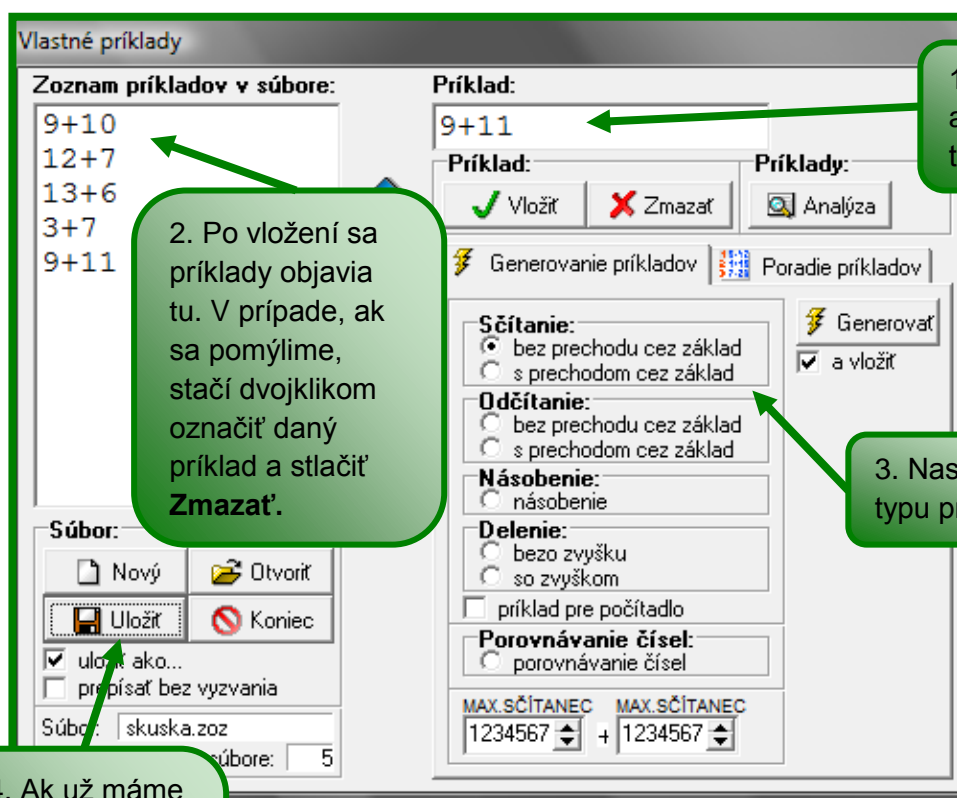 Vlastné príklady
Zoznam príkladov v súbore:
9+10
12+7
13+6
3+7
9+11
2. Po vložení sa
príklady objavia
tu. V prípade, ak
sa pomýlime,
stačí dvojklikom
označiť daný
príklad a stlačiť
Zmazať.
Súbor:
Nový
Otvoriť
Uložiť
Koniec
uložiť ako...
prepísať bez vyzvania
Súbor: skuska.zoz
súbore: 5
4. Ak už máme
Príklad:
9+11
1
a
t
Príklad:
Vložiť
Zmazať
Príklady:
Analýza
Generovanie príkladov
Poradie príkladov
Sčítanie:
bez prechodu cez základ
s prechodom cez základ
Odčítanie:
bez prechodu cez základ
s prechodom cez základ
Násobenie:
násobenie
Delenie:
bezo zvyšku
so zvyškom
príklad pre počítadlo
Porovnávanie čísel:
porovnávanie čísel
MAX.SČÍTANEC MAX.SČÍTANEC
1234567 + 1234567
Generovať
a vložiť
3. Nas
typu pr